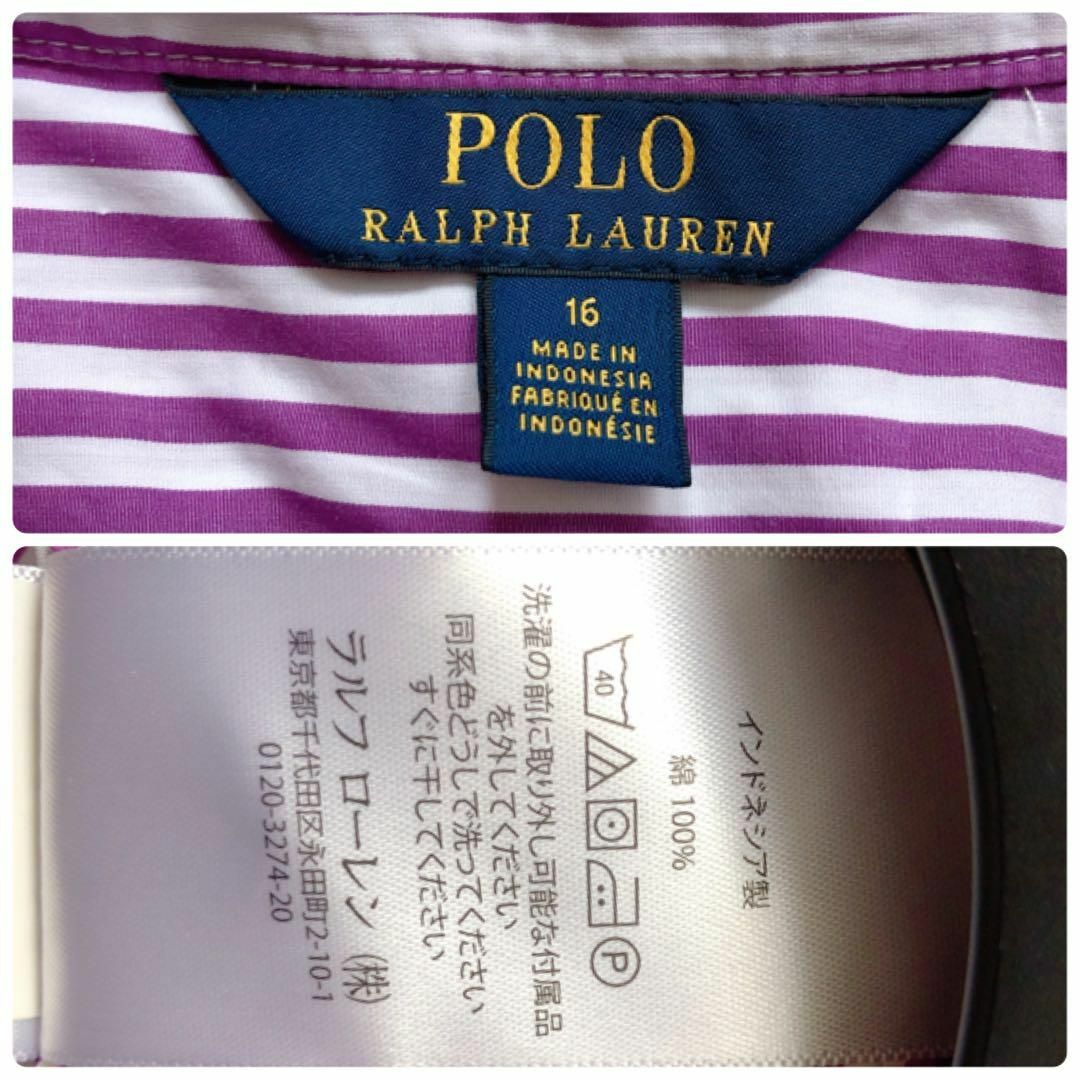 POLO
RALPH LAUREN
16
MADE IN
INDONESIA
FABRIQUÉ EN
INDONÉSIE
インドネシア製
綿 100%
40
P
洗濯の前に取り外し可能な付属品
を外してください
同系色どうしで洗ってください
すぐに干してください
ラルフ ローレン (株)
東京都千代田区永田町2-10-1
0120-3274-20